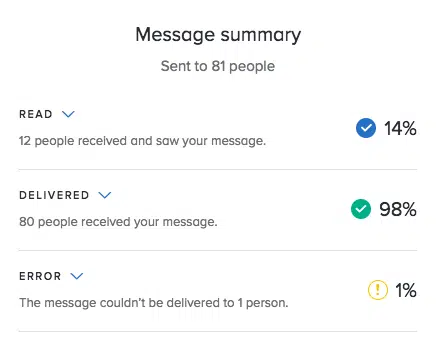 Message summary
Sent to 81 people
READ
14%
12 people received and saw your message.
DELIVERED
98%
80 people received your message.
ERROR
1%
The message couldn't be delivered to 1 person.